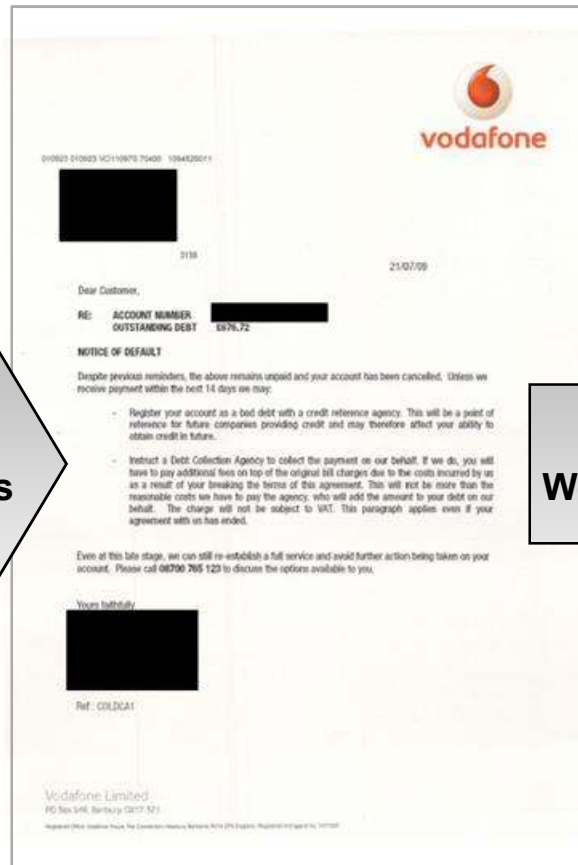 vodafone
21/07/09
Dear Customer,
RE: ACCOUNT NUMBER
OUTSTANDING DEBT £676.72
NOTICE OF DEFAULT
Despite previous reminders, the above remains unpaid and your account has been cancelled. Unless we
receive payment within the next 14 days we may:
- Register your account as a bad debt with a credit reference agency. This will be a point of
reference for future companies providing credit and may therefore affect your ability to
obtain credit in future.
- Instruct a Debt Collection Agency to collect the payment on our behalf. If we do, you will
have to pay additional fees on top of the original bill charges due to the costs incurred by us
as a result of your breaking the terms of this agreement. This will not be more than the
reasonable costs we have to pay the agency, who will add the amount to your debt on our
behalf. The charge will not be subject to VAT. This paragraph applies even if your
agreement with us has ended.
s
W
Even at this late stage, we can still re-establish a full service and avoid further action being taken on your
account. Please call 08700 765 123 to discuss the options available to you.
Yours faithfully
Ref: COLDCA1
Vodafone Limited
PO Box Banbury